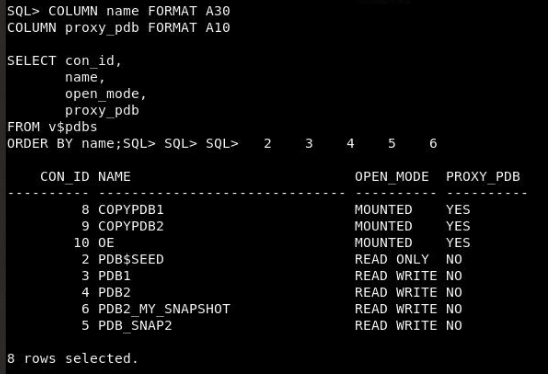 SQL> COLUMN name FORMAT A30
COLUMN proxy_pdb FORMAT A10
SELECT con_id,
       name,
       open_mode,
       proxy_pdb
FROM v$pdbs
ORDER BY name;SQL> SQL> SQL>   2    3    4    5    6
    CON_ID NAME                           OPEN_MODE  PROXY_PDB
---------- ------------------------------ ---------- ----------
         8 COPYPDB1                       MOUNTED    YES
         9 COPYPDB2                       MOUNTED    YES
        10 OE                             MOUNTED    YES
         2 PDB$SEED                       READ ONLY  NO
         3 PDB1                           READ WRITE NO
         4 PDB2                           READ WRITE NO
         6 PDB2_MY_SNAPSHOT               READ WRITE NO
         5 PDB_SNAP2                      READ WRITE NO
8 rows selected.